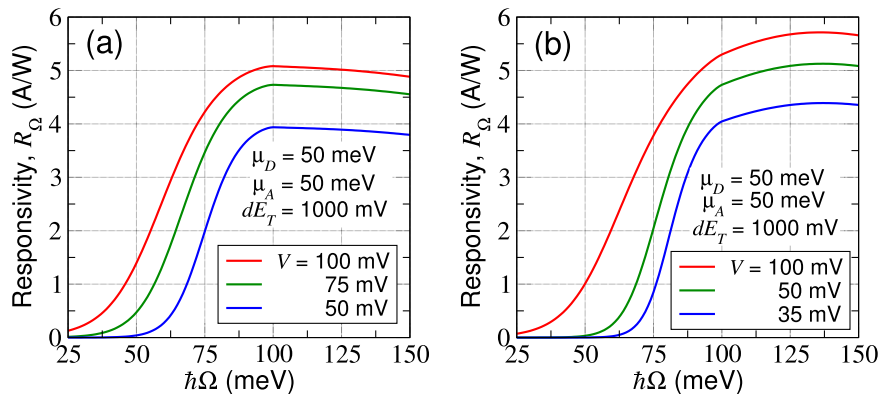 (a)
Responsivity, R_Ω (A/W)
6
5
4
3
2
1
0
μ_D = 50 meV
μ_A = 50 meV
dE_T = 1000 mV
V = 100 mV
75 mV
50 mV
25 50 75 100 125 150
ħΩ (meV)
(b)
Responsivity, R_Ω (A/W)
6
5
4
3
2
1
0
μ_D = 50 meV
μ_A = 50 meV
dE_T = 1000 mV
V = 100 mV
50 mV
35 mV
25 50 75 100 125 150
ħΩ (meV)